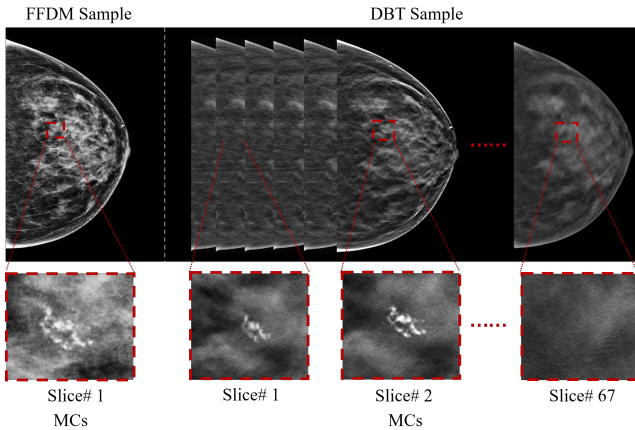 FFDM Sample
DBT Sample
Slice# 1
Slice# 1
Slice# 2
Slice# 67
MCs
MCs